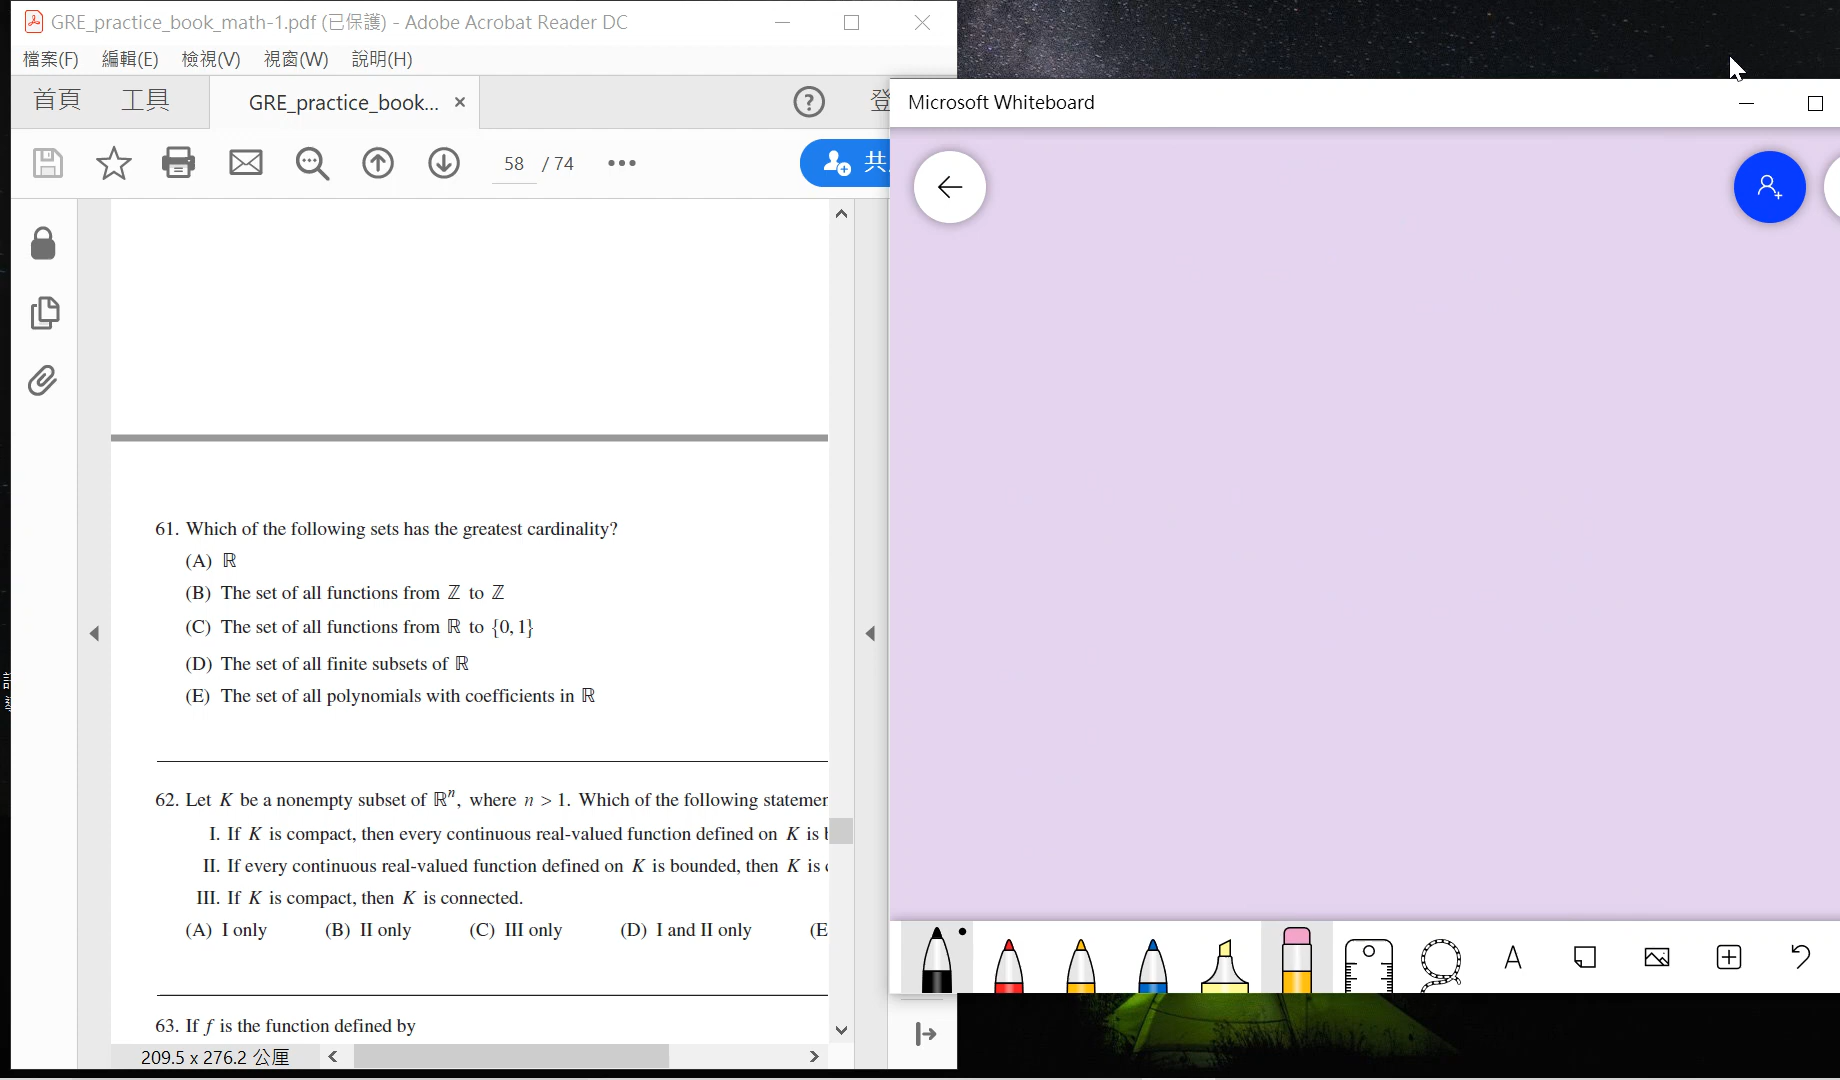 GRE_practice_book_math-1.pdf (已保護) - Adobe Acrobat Reader DC
檔案(F) 編輯(E) 檢視(V) 視窗(W) 說明(H)
首頁 工具 GRE_practice_book... × ? 登
58 / 74 共
Microsoft Whiteboard
61. Which of the following sets has the greatest cardinality?
(A) ℝ
(B) The set of all functions from ℤ to ℤ
(C) The set of all functions from ℝ to {0, 1}
(D) The set of all finite subsets of ℝ
(E) The set of all polynomials with coefficients in ℝ
62. Let K be a nonempty subset of ℝⁿ, where n > 1. Which of the following
I. If K is compact, then every continuous real-valued function defined on K is
II. If every continuous real-valued function defined on K is bounded, then K is
III. If K is compact, then K is connected.
(A) I only (B) II only (C) III only (D) I and II only (E
63. If f is the function defined by
209.5 x 276.2 公厘